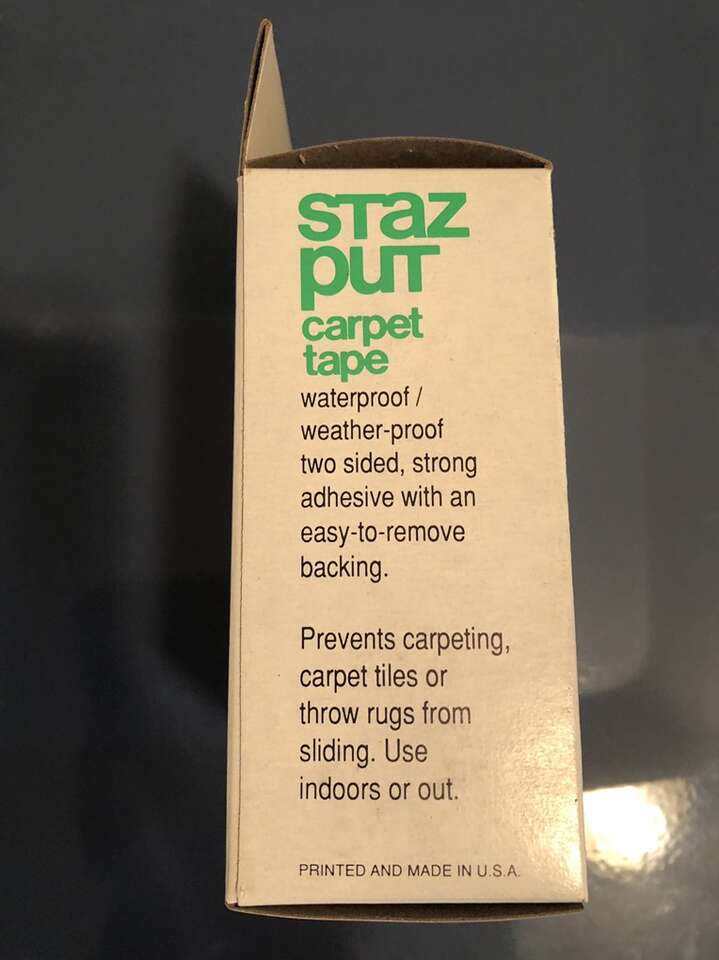 STaz
puT
carpet
tape
waterproof /
weather-proof
two sided, strong
adhesive with an
easy-to-remove
backing.
Prevents carpeting,
carpet tiles or
throw rugs from
sliding. Use
indoors or out.
PRINTED AND MADE IN U.S.A.